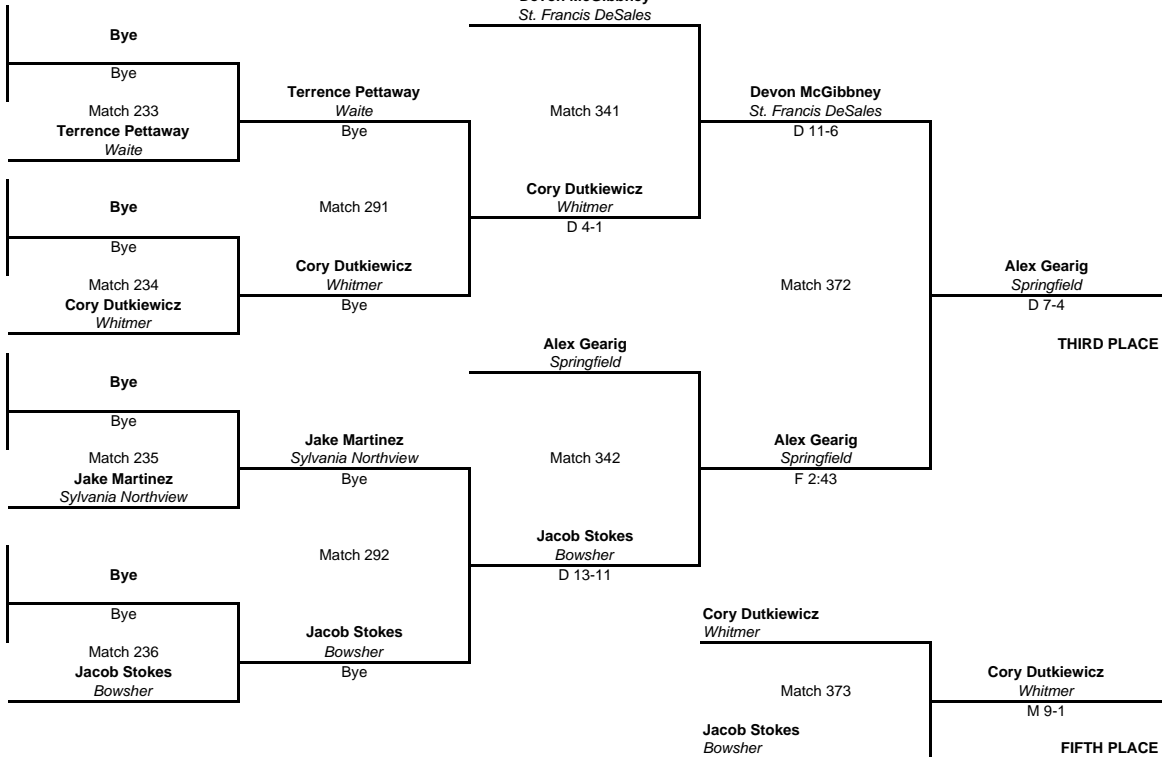 Devon McGibbney
St. Francis DeSales
Bye
Bye
Match 233
Terrence Pettaway
Waite
Terrence Pettaway
Waite
Bye
Match 341
Devon McGibbney
St. Francis DeSales
D 11-6
Bye
Bye
Match 234
Cory Dutkiewicz
Whitmer
Match 291
Cory Dutkiewicz
Whitmer
Bye
Cory Dutkiewicz
Whitmer
D 4-1
Match 372
Alex Gearig
Springfield
D 7-4
THIRD PLACE
Bye
Bye
Match 235
Jake Martinez
Sylvania Northview
Jake Martinez
Sylvania Northview
Bye
Alex Gearig
Springfield
Match 342
Alex Gearig
Springfield
F 2:43
Bye
Bye
Match 236
Jacob Stokes
Bowsher
Match 292
Jacob Stokes
Bowsher
Bye
Jacob Stokes
Bowsher
D 13-11
Cory Dutkiewicz
Whitmer
Match 373
Jacob Stokes
Bowsher
Cory Dutkiewicz
Whitmer
M 9-1
FIFTH PLACE